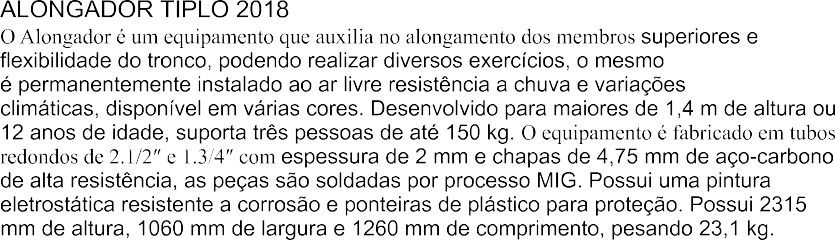 ALONGADOR TIPLO 2018
O Alongador é um equipamento que auxilia no alongamento dos membros superiores e
flexibilidade do tronco, podendo realizar diversos exercícios, o mesmo
é permanentemente instalado ao ar livre resistência a chuva e variações
climáticas, disponível em várias cores. Desenvolvido para maiores de 1,4 m de altura ou
12 anos de idade, suporta três pessoas de até 150 kg. O equipamento é fabricado em tubos
redondos de 2.1/2″ e 1.3/4″ com espessura de 2 mm e chapas de 4,75 mm de aço-carbono
de alta resistência, as peças são soldadas por processo MIG. Possui uma pintura
eletrostática resistente a corrosão e ponteiras de plástico para proteção. Possui 2315
mm de altura, 1060 mm de largura e 1260 mm de comprimento, pesando 23,1 kg.